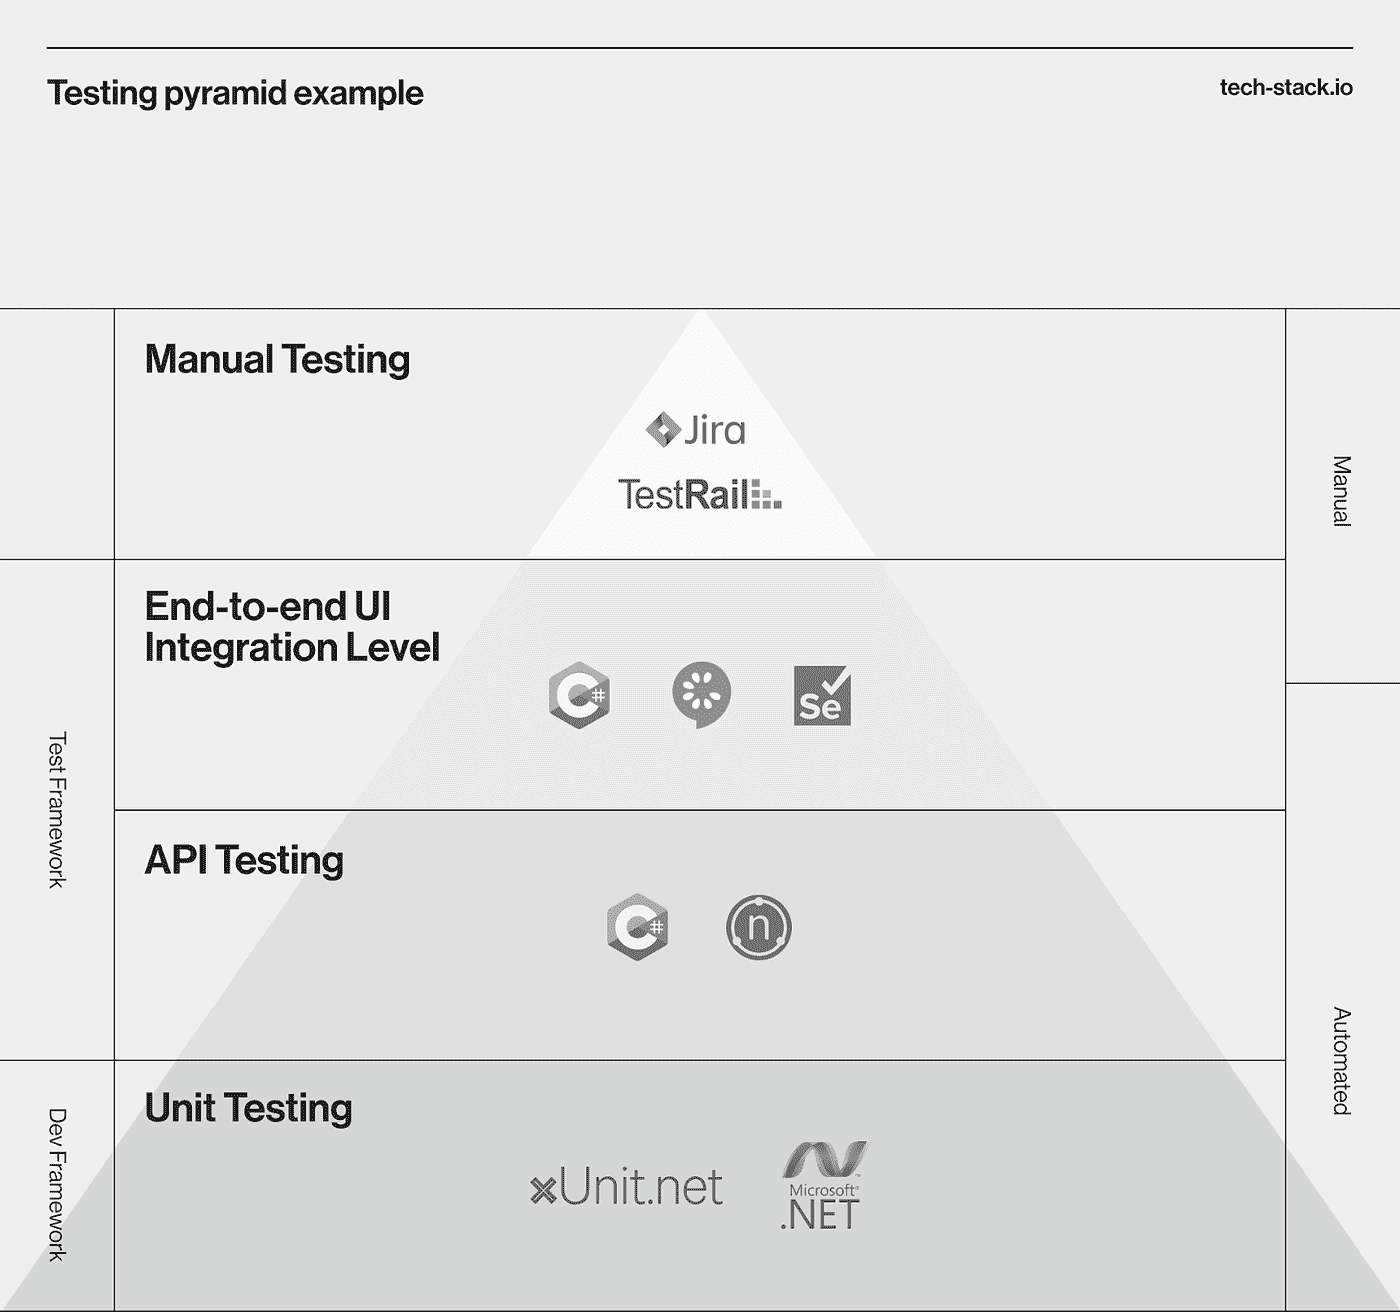 Testing pyramid example
tech-stack.io
Manual Testing
Jira
TestRail
Manual
End-to-end UI
Integration Level
C#
Se
Test Framework
API Testing
C#
n
Automated
Unit Testing
xUnit.net
Microsoft®
.NET
Dev Framework